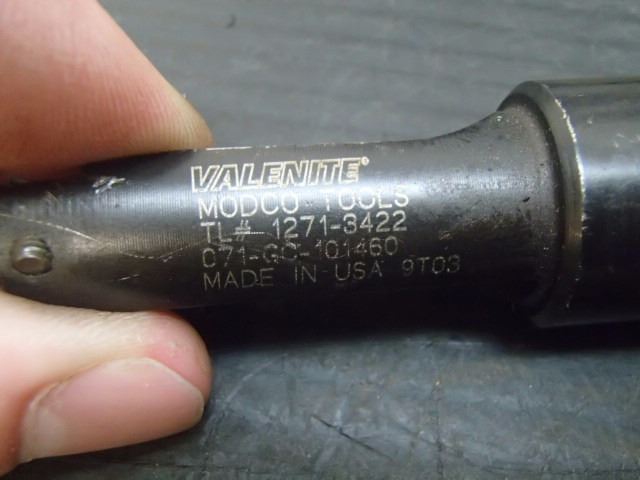 VALENITE®
MODCO TOOLS
TL# 1271-3422
C71-GC-101460
MADE IN USA 9T03